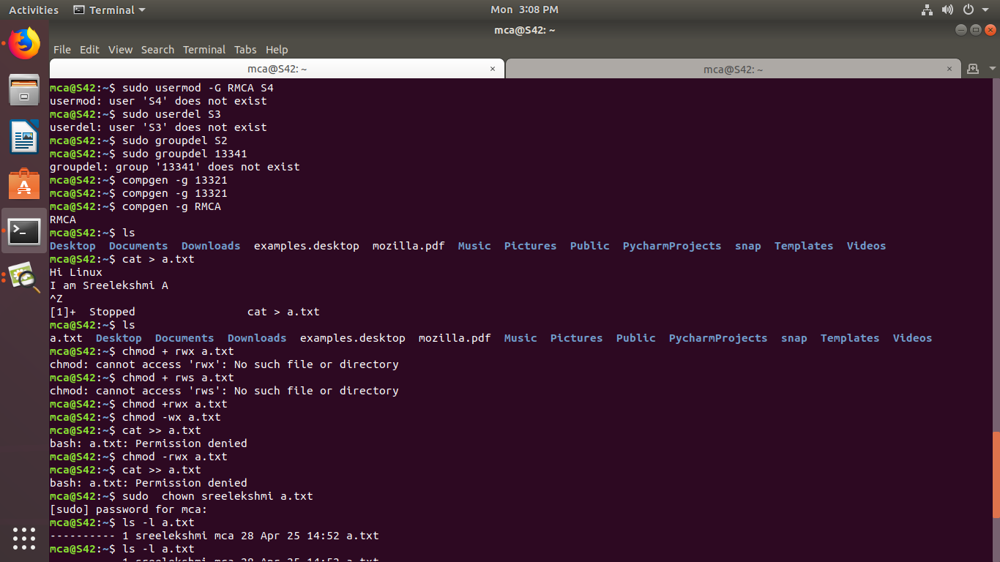 Activities Terminal Mon 3:08 PM
mca@S42: ~
File Edit View Search Terminal Tabs Help
mca@S42: ~ × mca@S42: ~ ×
mca@S42:~$ sudo usermod -G RMCA S4
usermod: user 'S4' does not exist
mca@S42:~$ sudo userdel S3
userdel: user 'S3' does not exist
mca@S42:~$ sudo groupdel S2
mca@S42:~$ sudo groupdel 13341
groupdel: group '13341' does not exist
mca@S42:~$ compgen -g 13321
mca@S42:~$ compgen -g 13321
mca@S42:~$ compgen -g RMCA
RMCA
mca@S42:~$ ls
Desktop Documents Downloads examples.desktop mozilla.pdf Music Pictures Public PycharmProjects snap Templates Videos
mca@S42:~$ cat > a.txt
Hi Linux
I am Sreelekshmi A
^Z
[1]+  Stopped                 cat > a.txt
mca@S42:~$ ls
a.txt Desktop Documents Downloads examples.desktop mozilla.pdf Music Pictures Public PycharmProjects snap Templates Videos
mca@S42:~$ chmod + rwx a.txt
chmod: cannot access 'rwx': No such file or directory
mca@S42:~$ chmod + rws a.txt
chmod: cannot access 'rws': No such file or directory
mca@S42:~$ chmod +rwx a.txt
mca@S42:~$ chmod -wx a.txt
mca@S42:~$ cat >> a.txt
bash: a.txt: Permission denied
mca@S42:~$ chmod -rwx a.txt
mca@S42:~$ cat >> a.txt
bash: a.txt: Permission denied
mca@S42:~$ sudo  chown sreelekshmi a.txt
[sudo] password for mca:
mca@S42:~$ ls -l a.txt
---------- 1 sreelekshmi mca 28 Apr 25 14:52 a.txt
mca@S42:~$ ls -l a.txt
1 sreelekshmi mca 28 Apr 25 14:52 a.txt